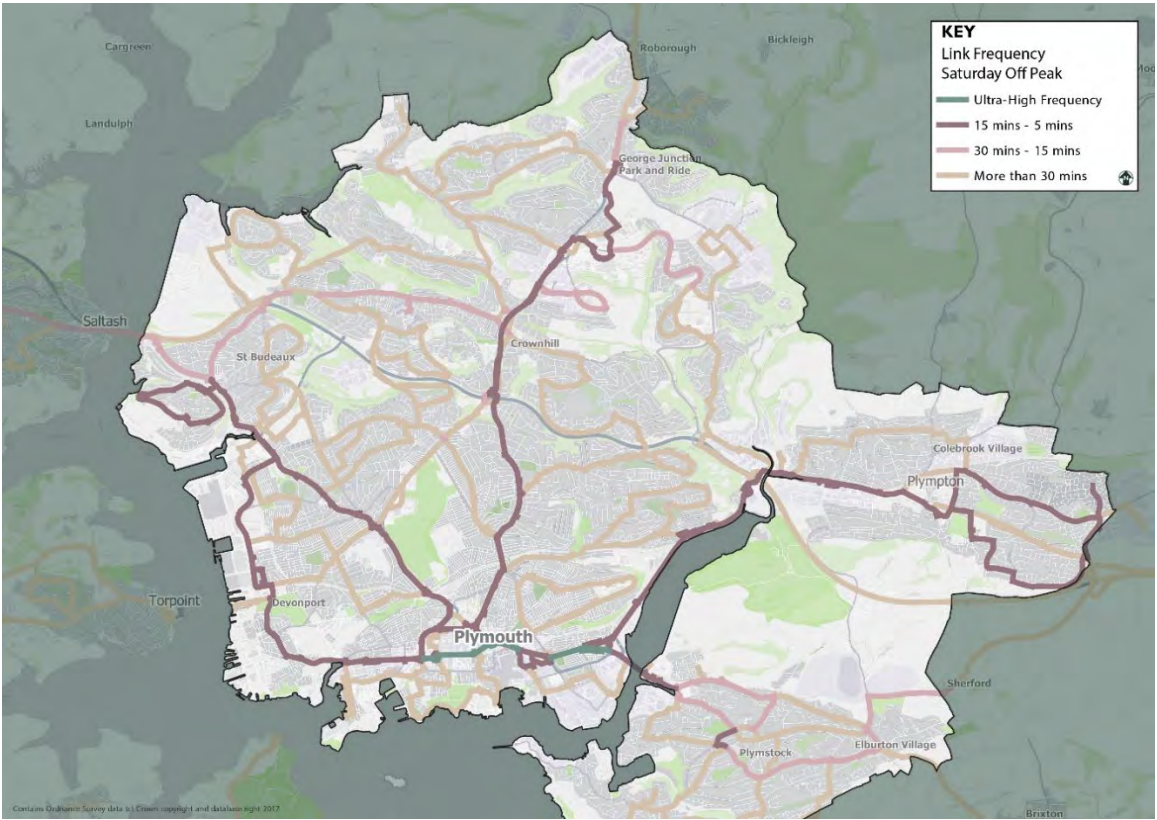 Cargreen
Roborough
Bickleigh
KEY
Link Frequency
Saturday Off Peak
Ultra-High Frequency
15 mins - 5 mins
30 mins - 15 mins
More than 30 mins
Landulph
George Junction
Park and Ride
Saltash
St Budeaux
Crownhill
Colebrook Village
Plympton
Torpoint
Devonport
Plymouth
Sherford
Plymstock
Elburton Village
Contains Ordnance Survey data (c) Crown copyright and database right 2017
Brixton